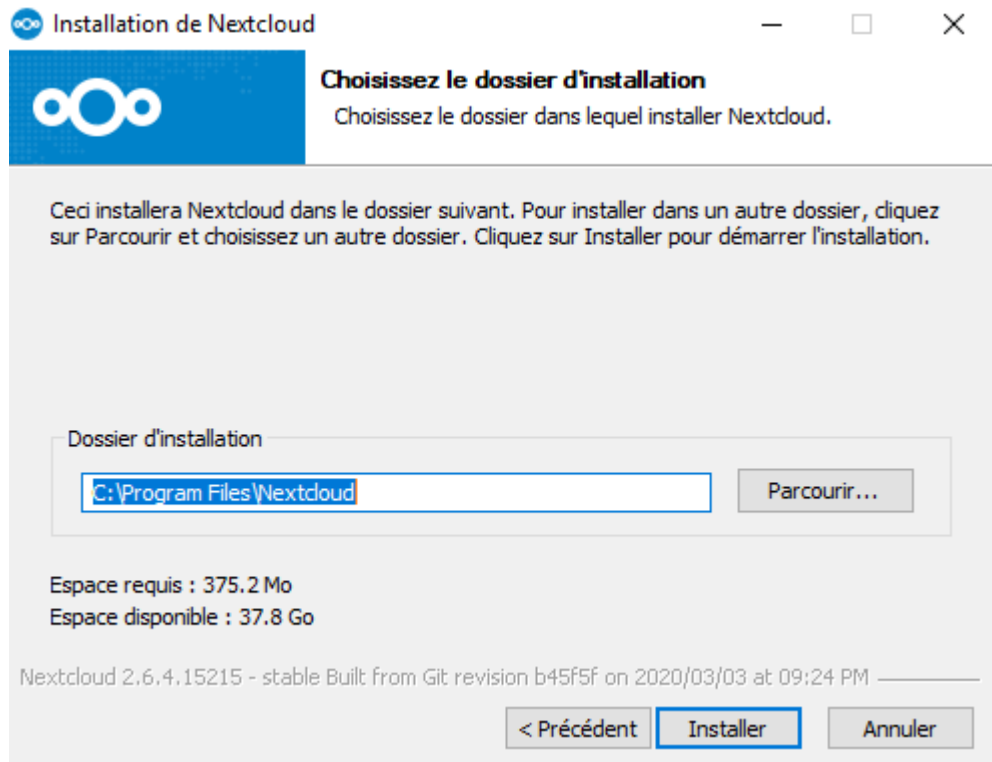 Installation de Nextcloud
Choisissez le dossier d'installation
Choisissez le dossier dans lequel installer Nextcloud.
Ceci installera Nextcloud dans le dossier suivant. Pour installer dans un autre dossier, cliquez
sur Parcourir et choisissez un autre dossier. Cliquez sur Installer pour démarrer l'installation.
Dossier d'installation
C:\Program Files\Nextcloud
Parcourir...
Espace requis : 375.2 Mo
Espace disponible : 37.8 Go
Nextcloud 2.6.4.15215 - stable Built from Git revision b45f5f on 2020/03/03 at 09:24 PM
< Précédent
Installer
Annuler